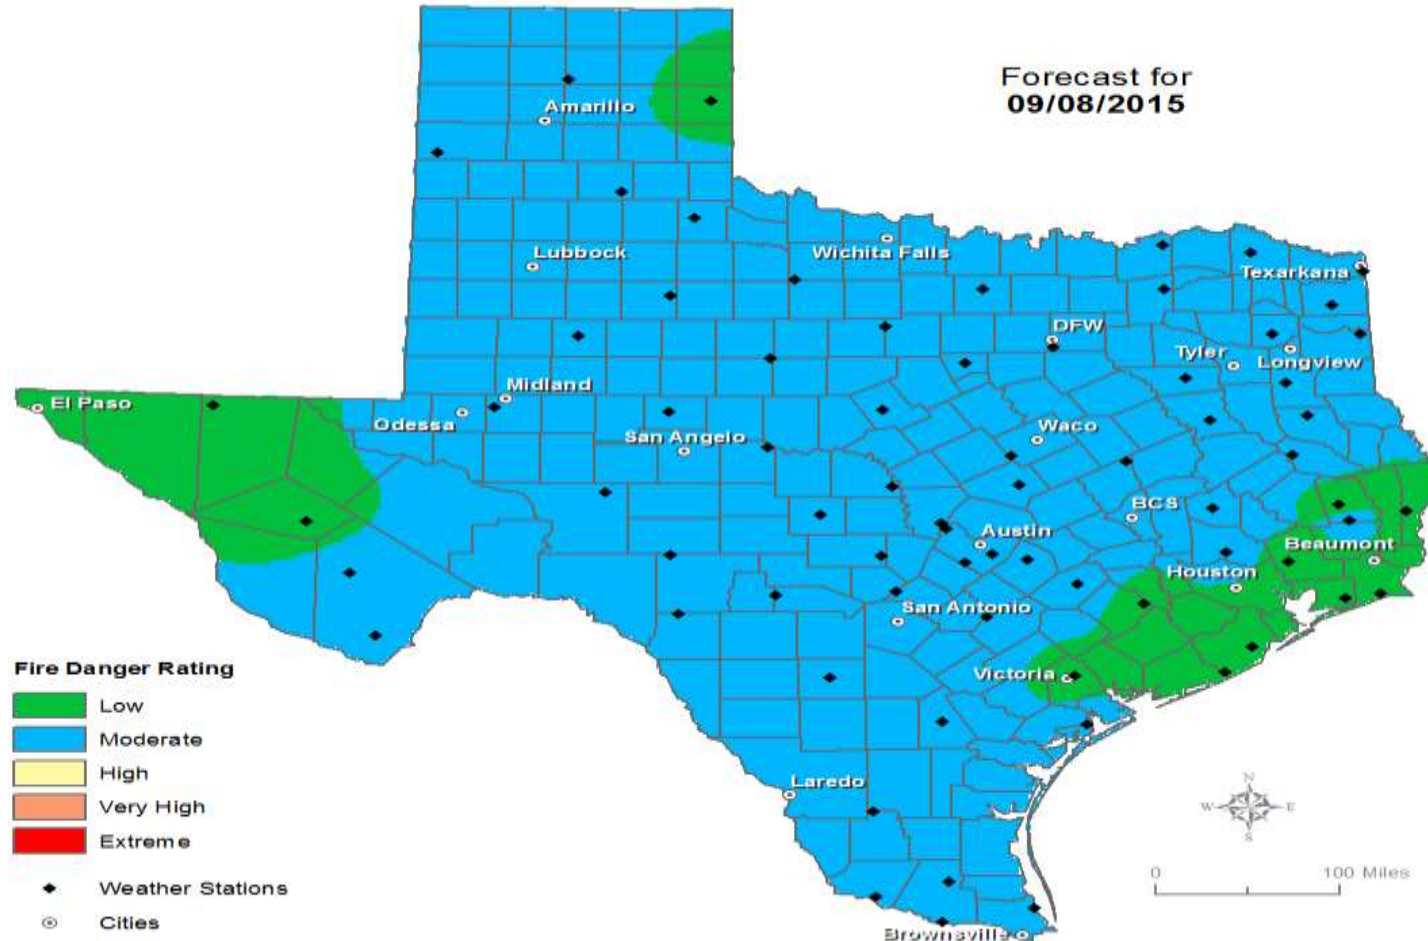 Forecast for
09/08/2015
Amarillo
Lubbock
Wichita Falls
Texarkana
DFW
Tyler
Longview
Midland
El Paso
Odessa
San Angelo
Waco
BCS
Austin
Beaumont
Houston
San Antonio
Victoria
Laredo
Brownsville
Fire Danger Rating
Low
Moderate
High
Very High
Extreme
Weather Stations
Cities
N
W
E
S
0
100 Miles